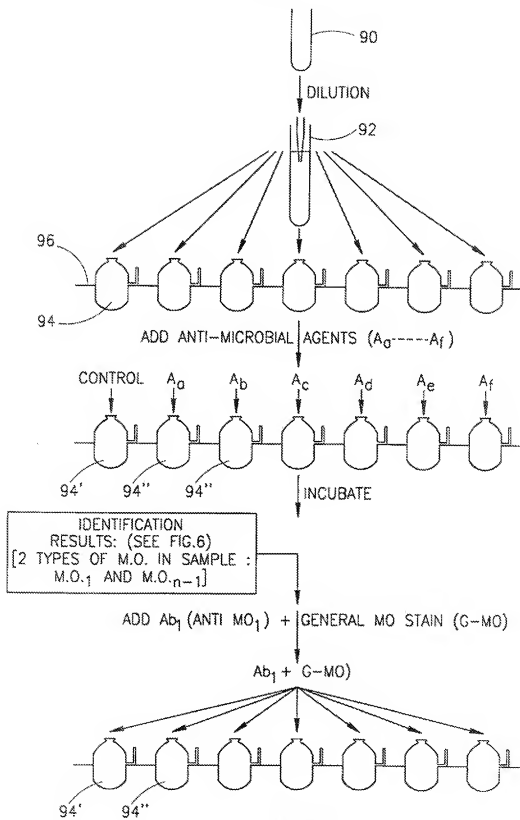 90
DILUTION
92
96
94
ADD ANTI-MICROBIAL AGENTS (Aa-----Af)
CONTROL Aa Ab Ac Ad Ae Af
94' 94" 94"
INCUBATE
IDENTIFICATION
RESULTS: (SEE FIG.6)
[2 TYPES OF M.O. IN SAMPLE :
M.O.1 AND M.O.n-1]
ADD Ab1 (ANTI MO1) + GENERAL MO STAIN (G-MO)
Ab1 + G-MO)
94' 94"